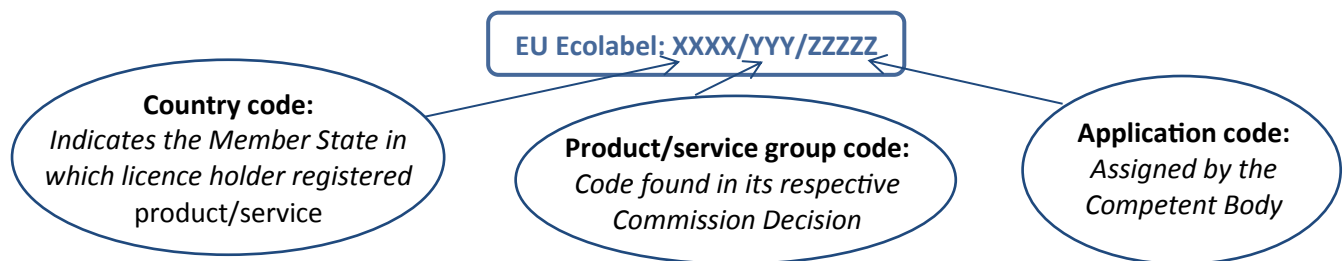 EU Ecolabel: XXXX/YYY/ZZZZZ
Country code:
Indicates the Member State in
which licence holder registered
product/service
Product/service group code:
Code found in its respective
Commission Decision
Application code:
Assigned by the
Competent Body